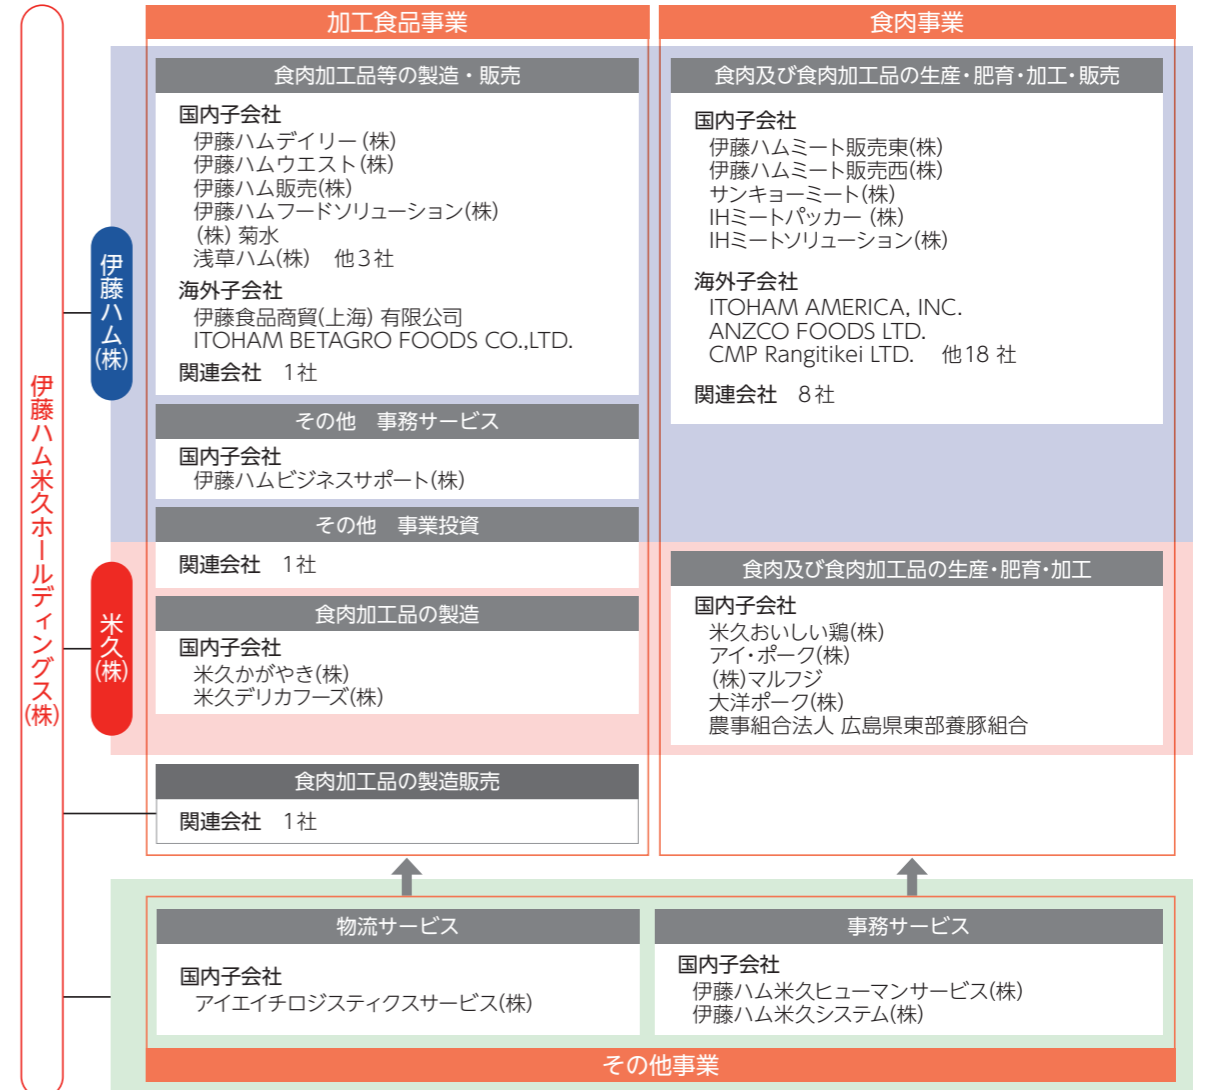 伊藤ハム米久ホールディングス(株)
伊藤ハム(株)
米久(株)
加工食品事業
食肉加工品等の製造・販売
国内子会社
伊藤ハムデイリー(株)
伊藤ハムウエスト(株)
伊藤ハム販売(株)
伊藤ハムフードソリューション(株)
(株) 菊水
浅草ハム(株)　他3社
海外子会社
伊藤食品商貿(上海) 有限公司
ITOHAM BETAGRO FOODS CO.,LTD.
関連会社　1社
その他　事務サービス
国内子会社
伊藤ハムビジネスサポート(株)
その他　事業投資
関連会社　1社
食肉加工品の製造
国内子会社
米久かがやき(株)
米久デリカフーズ(株)
食肉加工品の製造販売
関連会社　1社
食肉事業
食肉及び食肉加工品の生産・肥育・加工・販売
国内子会社
伊藤ハムミート販売東(株)
伊藤ハムミート販売西(株)
サンキョーミート(株)
IHミートパッカー (株)
IHミートソリューション(株)
海外子会社
ITOHAM AMERICA, INC.
ANZCO FOODS LTD.
CMP Rangitikei LTD.　他18 社
関連会社　8社
食肉及び食肉加工品の生産・肥育・加工
国内子会社
米久おいしい鶏(株)
アイ・ポーク(株)
(株)マルフジ
大洋ポーク(株)
農事組合法人 広島県東部養豚組合
物流サービス
国内子会社
アイエイチロジスティクスサービス(株)
事務サービス
国内子会社
伊藤ハム米久ヒューマンサービス(株)
伊藤ハム米久システム(株)
その他事業